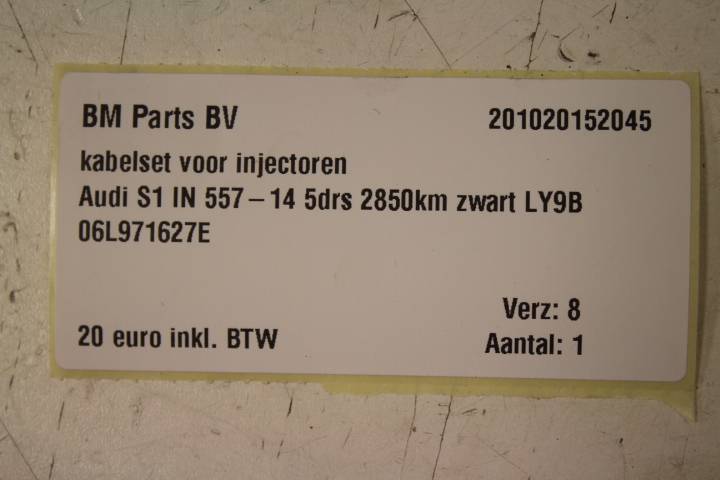 BM Parts BV 201020152045
kabelset voor injectoren
Audi S1 IN 557–14 5drs 2850km zwart LY9B
06L971627E
Verz: 8
20 euro inkl. BTW Aantal: 1